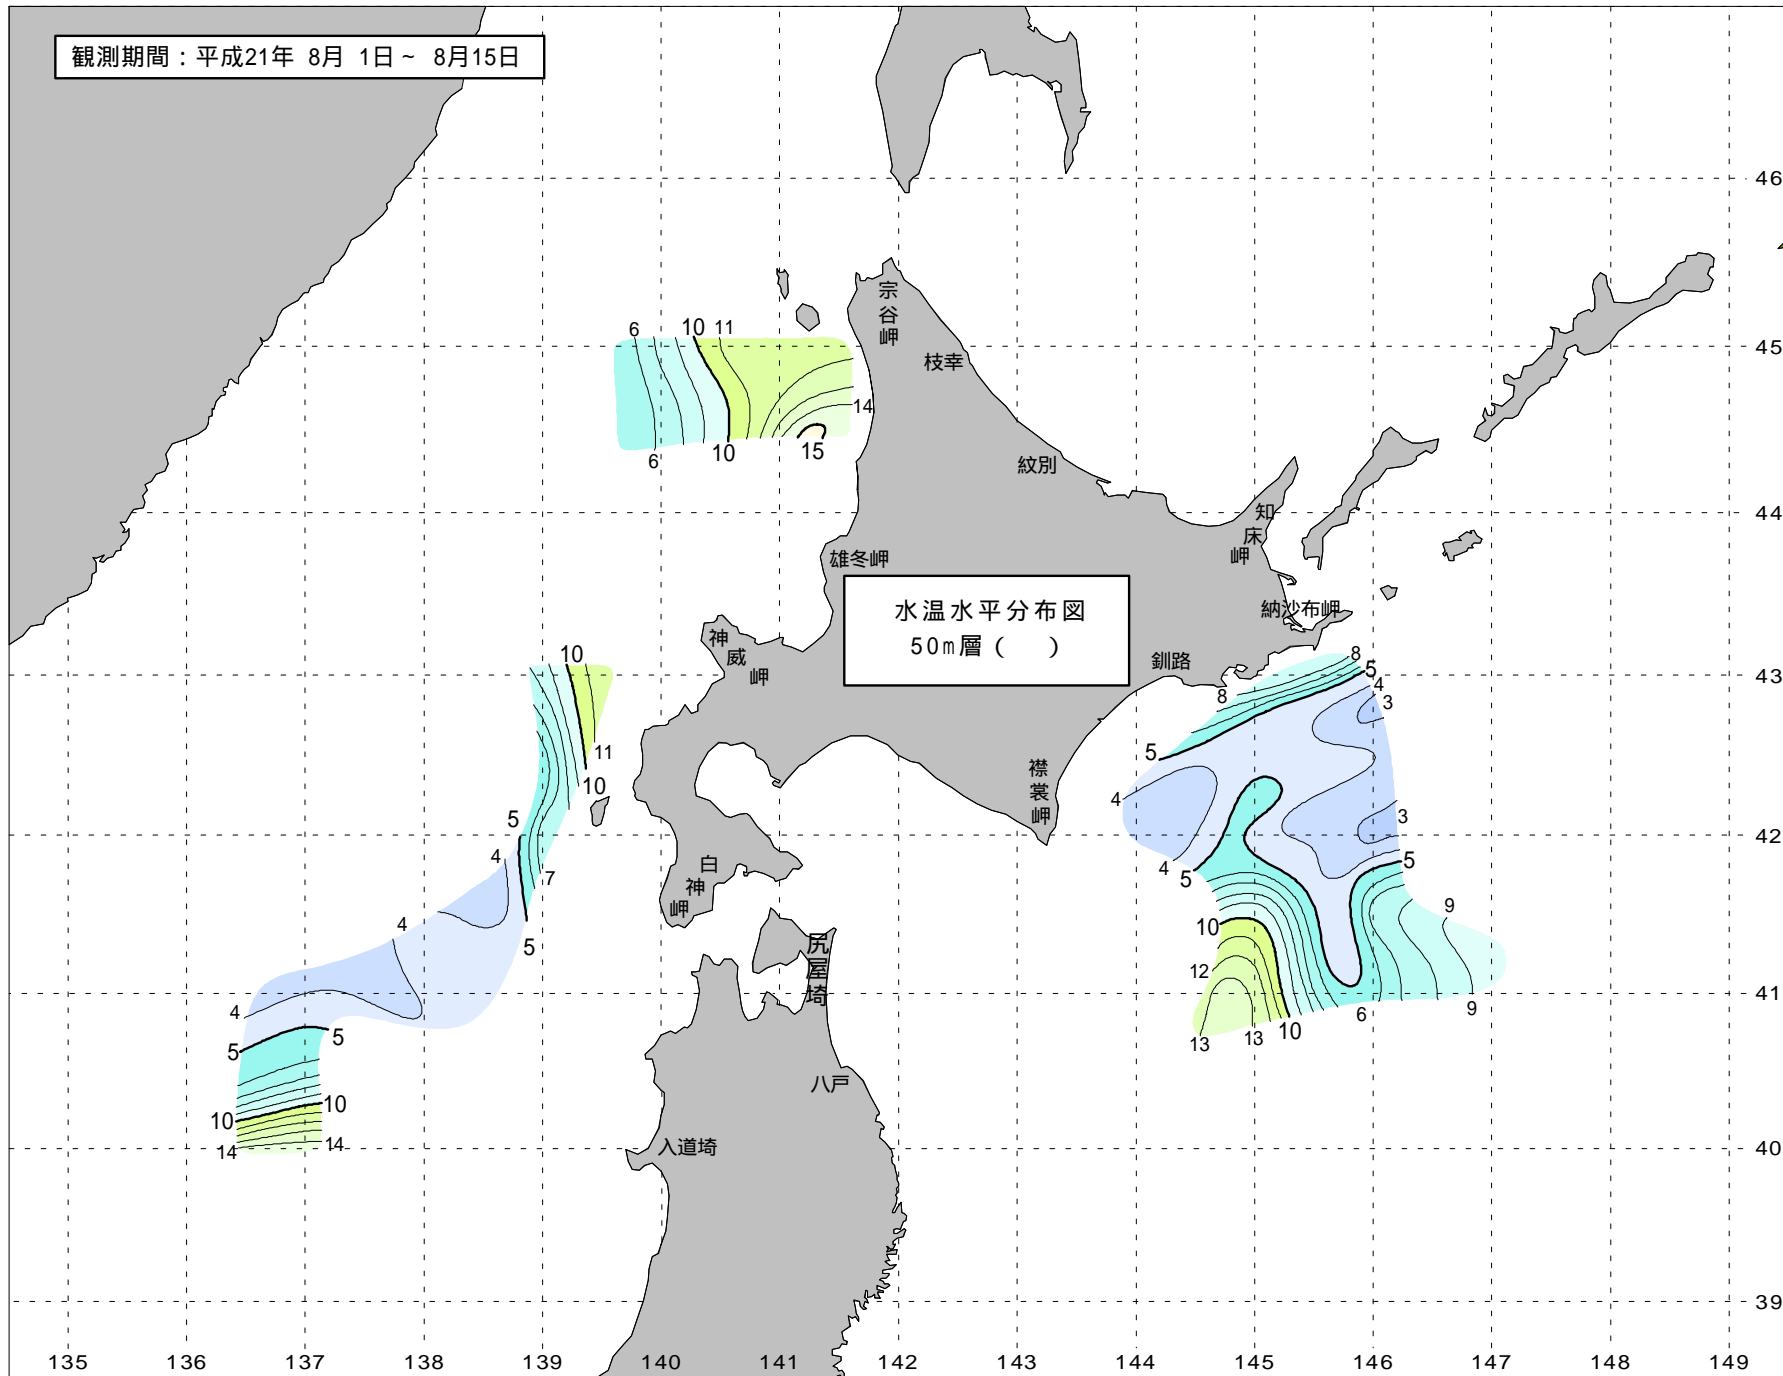 観測期間：平成21年 8月 1日～ 8月15日
46
宗谷岬
6 10 11
45
枝幸
14
6 10 15
紋別
44
知床岬
雄冬岬
水温水平分布図
50m層（　）
納沙布岬
神威岬
釧路
10
8 5
43
4
8 3
11
5
10
襟裳岬
4
5 3
42
4 5
白神岬
7 4 5
4 9
5 10
尻屋埼
12
4 41
5 5 6 9
13 13 10
八戸
10 10
14 14
入道埼
40
39
135 136 137 138 139 140 141 142 143 144 145 146 147 148 149